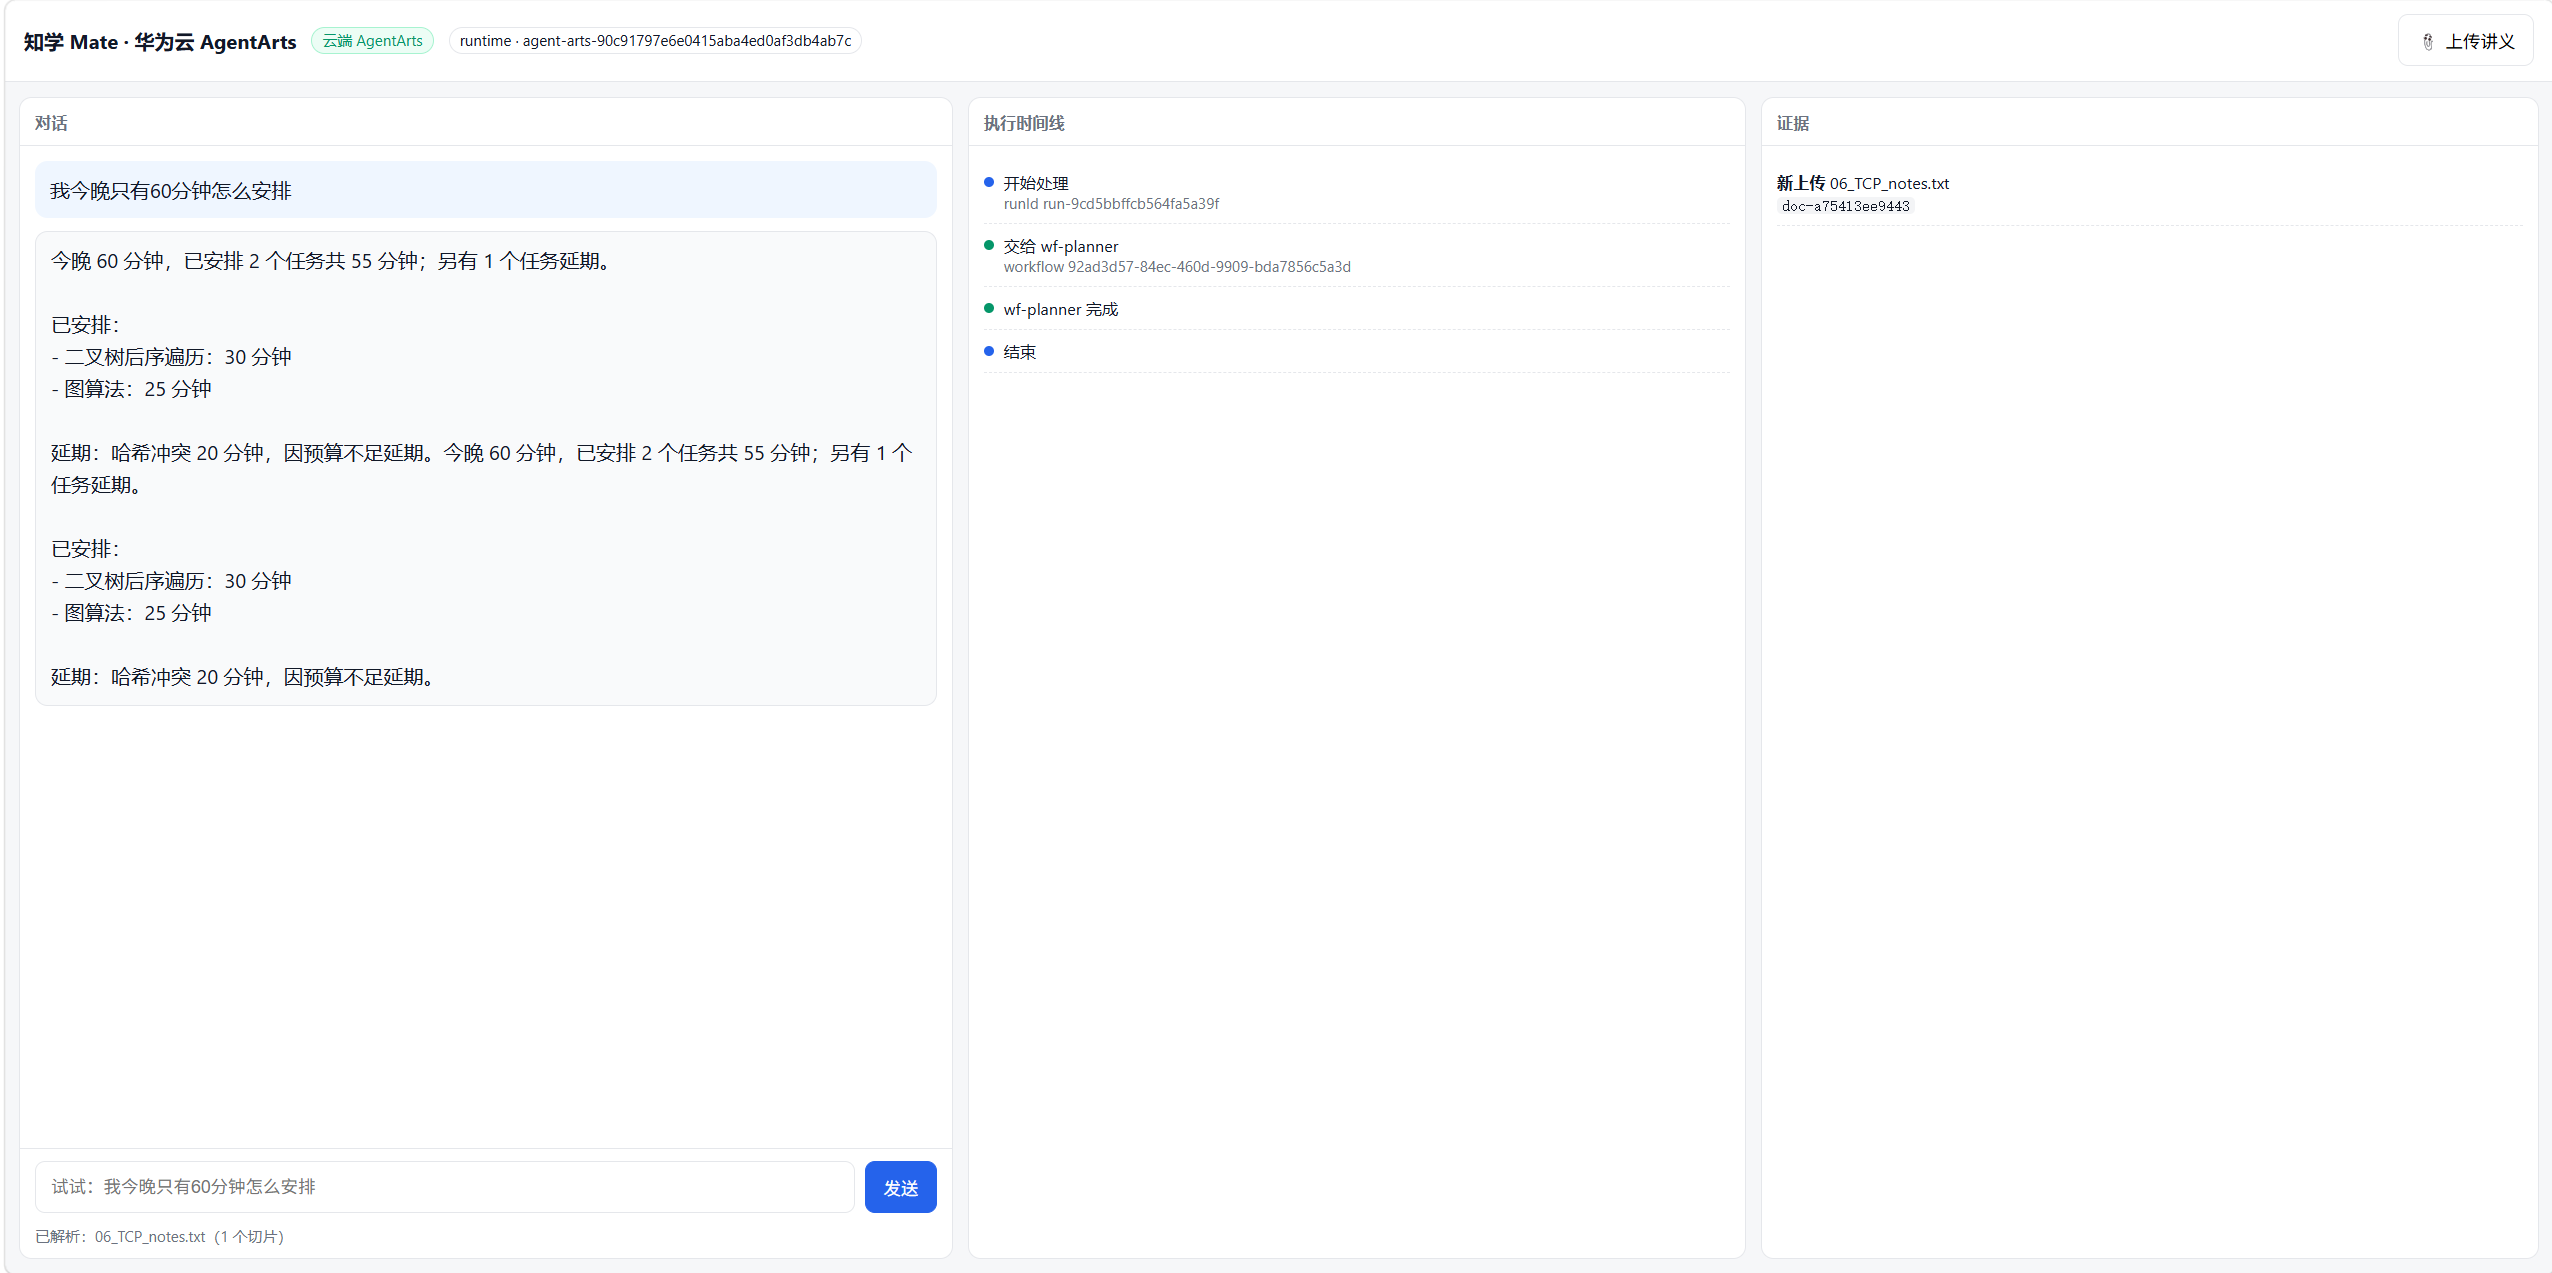 知学 Mate · 华为云 AgentArts
云端 AgentArts
runtime · agent-arts-90c91797e6e0415aba4ed0af3db4ab7c
上传讲义
对话
我今晚只有60分钟怎么安排
今晚 60 分钟，已安排 2 个任务共 55 分钟；另有 1 个任务延期。
已安排：
- 二叉树后序遍历：30 分钟
- 图算法：25 分钟
延期：哈希冲突 20 分钟，因预算不足延期。今晚 60 分钟，已安排 2 个任务共 55 分钟；另有 1 个
任务延期。
已安排：
- 二叉树后序遍历：30 分钟
- 图算法：25 分钟
延期：哈希冲突 20 分钟，因预算不足延期。
试试：我今晚只有60分钟怎么安排
发送
已解析：06_TCP_notes.txt（1 个切片）
执行时间线
开始处理
runId run-9cd5bbffcb564fa5a39f
交给 wf-planner
workflow 92ad3d57-84ec-460d-9909-bda7856c5a3d
wf-planner 完成
结束
证据
新上传 06_TCP_notes.txt
doc-a75413ee9443